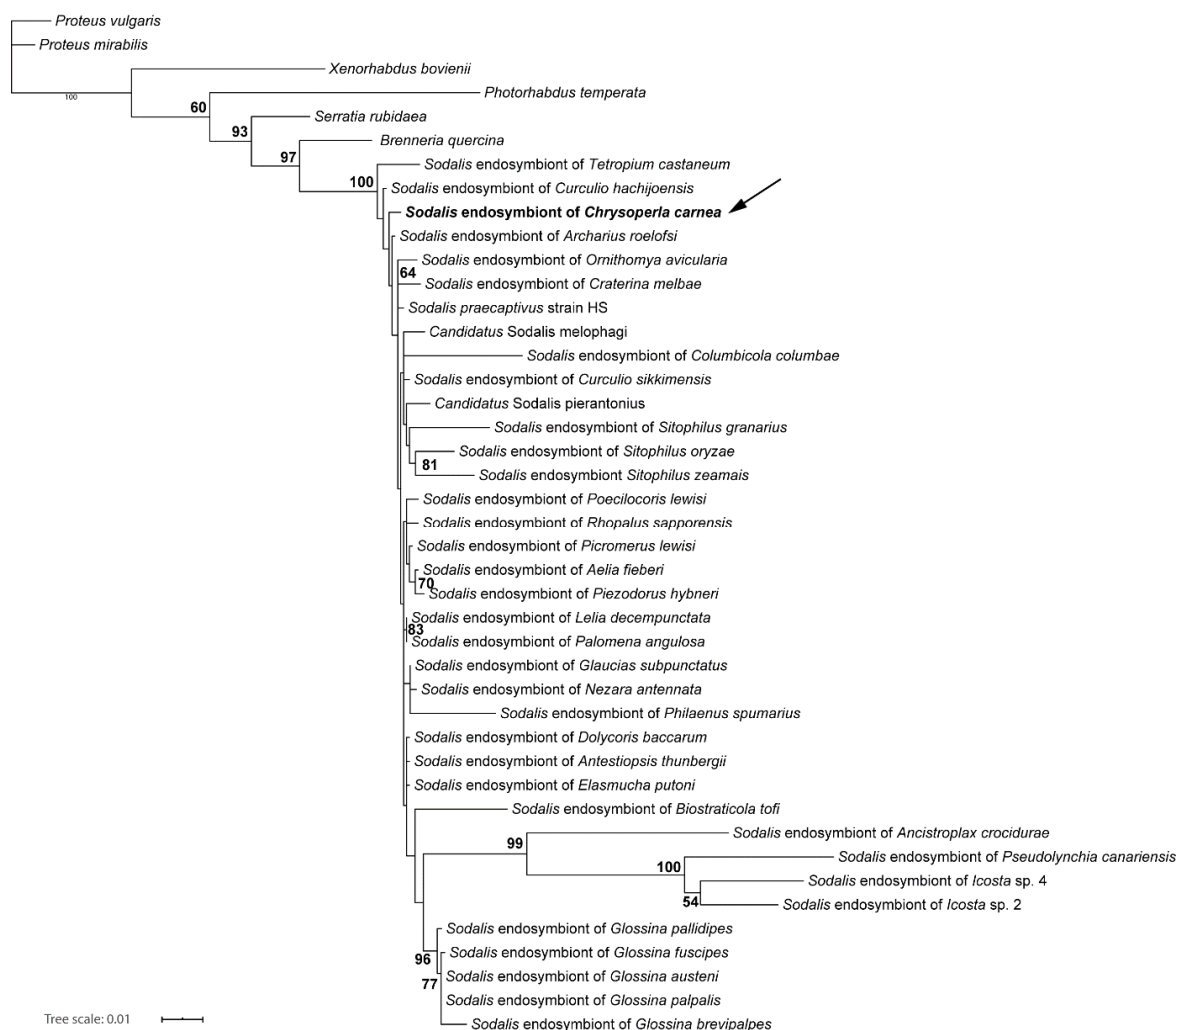 Proteus vulgaris
Proteus mirabilis
Xenorhabdus bovienii
100
Photorhabdus temperata
60
Serratia rubidaea
93
Brenneria quercina
97
Sodalis endosymbiont of Tetropium castaneum
100
Sodalis endosymbiont of Curculio hachijoensis
Sodalis endosymbiont of Chrysoperla carnea
Sodalis endosymbiont of Archarius roelofsi
Sodalis endosymbiont of Ornithomya avicularia
64
Sodalis endosymbiont of Craterina melbae
Sodalis praecaptivus strain HS
Candidatus Sodalis melophagi
Sodalis endosymbiont of Columbicola columbae
Sodalis endosymbiont of Curculio sikkimensis
Candidatus Sodalis pierantonius
Sodalis endosymbiont of Sitophilus granarius
Sodalis endosymbiont of Sitophilus oryzae
81
Sodalis endosymbiont Sitophilus zeamais
Sodalis endosymbiont of Poecilocoris lewisi
Sodalis endosymbiont of Rhopalus sapporensis
Sodalis endosymbiont of Picromerus lewisi
Sodalis endosymbiont of Aelia fieberi
70
Sodalis endosymbiont of Piezodorus hybneri
Sodalis endosymbiont of Lelia decempunctata
83
Sodalis endosymbiont of Palomena angulosa
Sodalis endosymbiont of Glaucias subpunctatus
Sodalis endosymbiont of Nezara antennata
Sodalis endosymbiont of Philaenus spumarius
Sodalis endosymbiont of Dolycoris baccarum
Sodalis endosymbiont of Antestiopsis thunbergii
Sodalis endosymbiont of Elasmucha putoni
Sodalis endosymbiont of Biostraticola tofi
Sodalis endosymbiont of Ancistroplax crocidurae
99
Sodalis endosymbiont of Pseudolynchia canariensis
100
Sodalis endosymbiont of Icosta sp. 4
54
Sodalis endosymbiont of Icosta sp. 2
Sodalis endosymbiont of Glossina pallidipes
Sodalis endosymbiont of Glossina fuscipes
96
Sodalis endosymbiont of Glossina austeni
77
Sodalis endosymbiont of Glossina palpalis
Sodalis endosymbiont of Glossina brevipalpes
Tree scale: 0.01